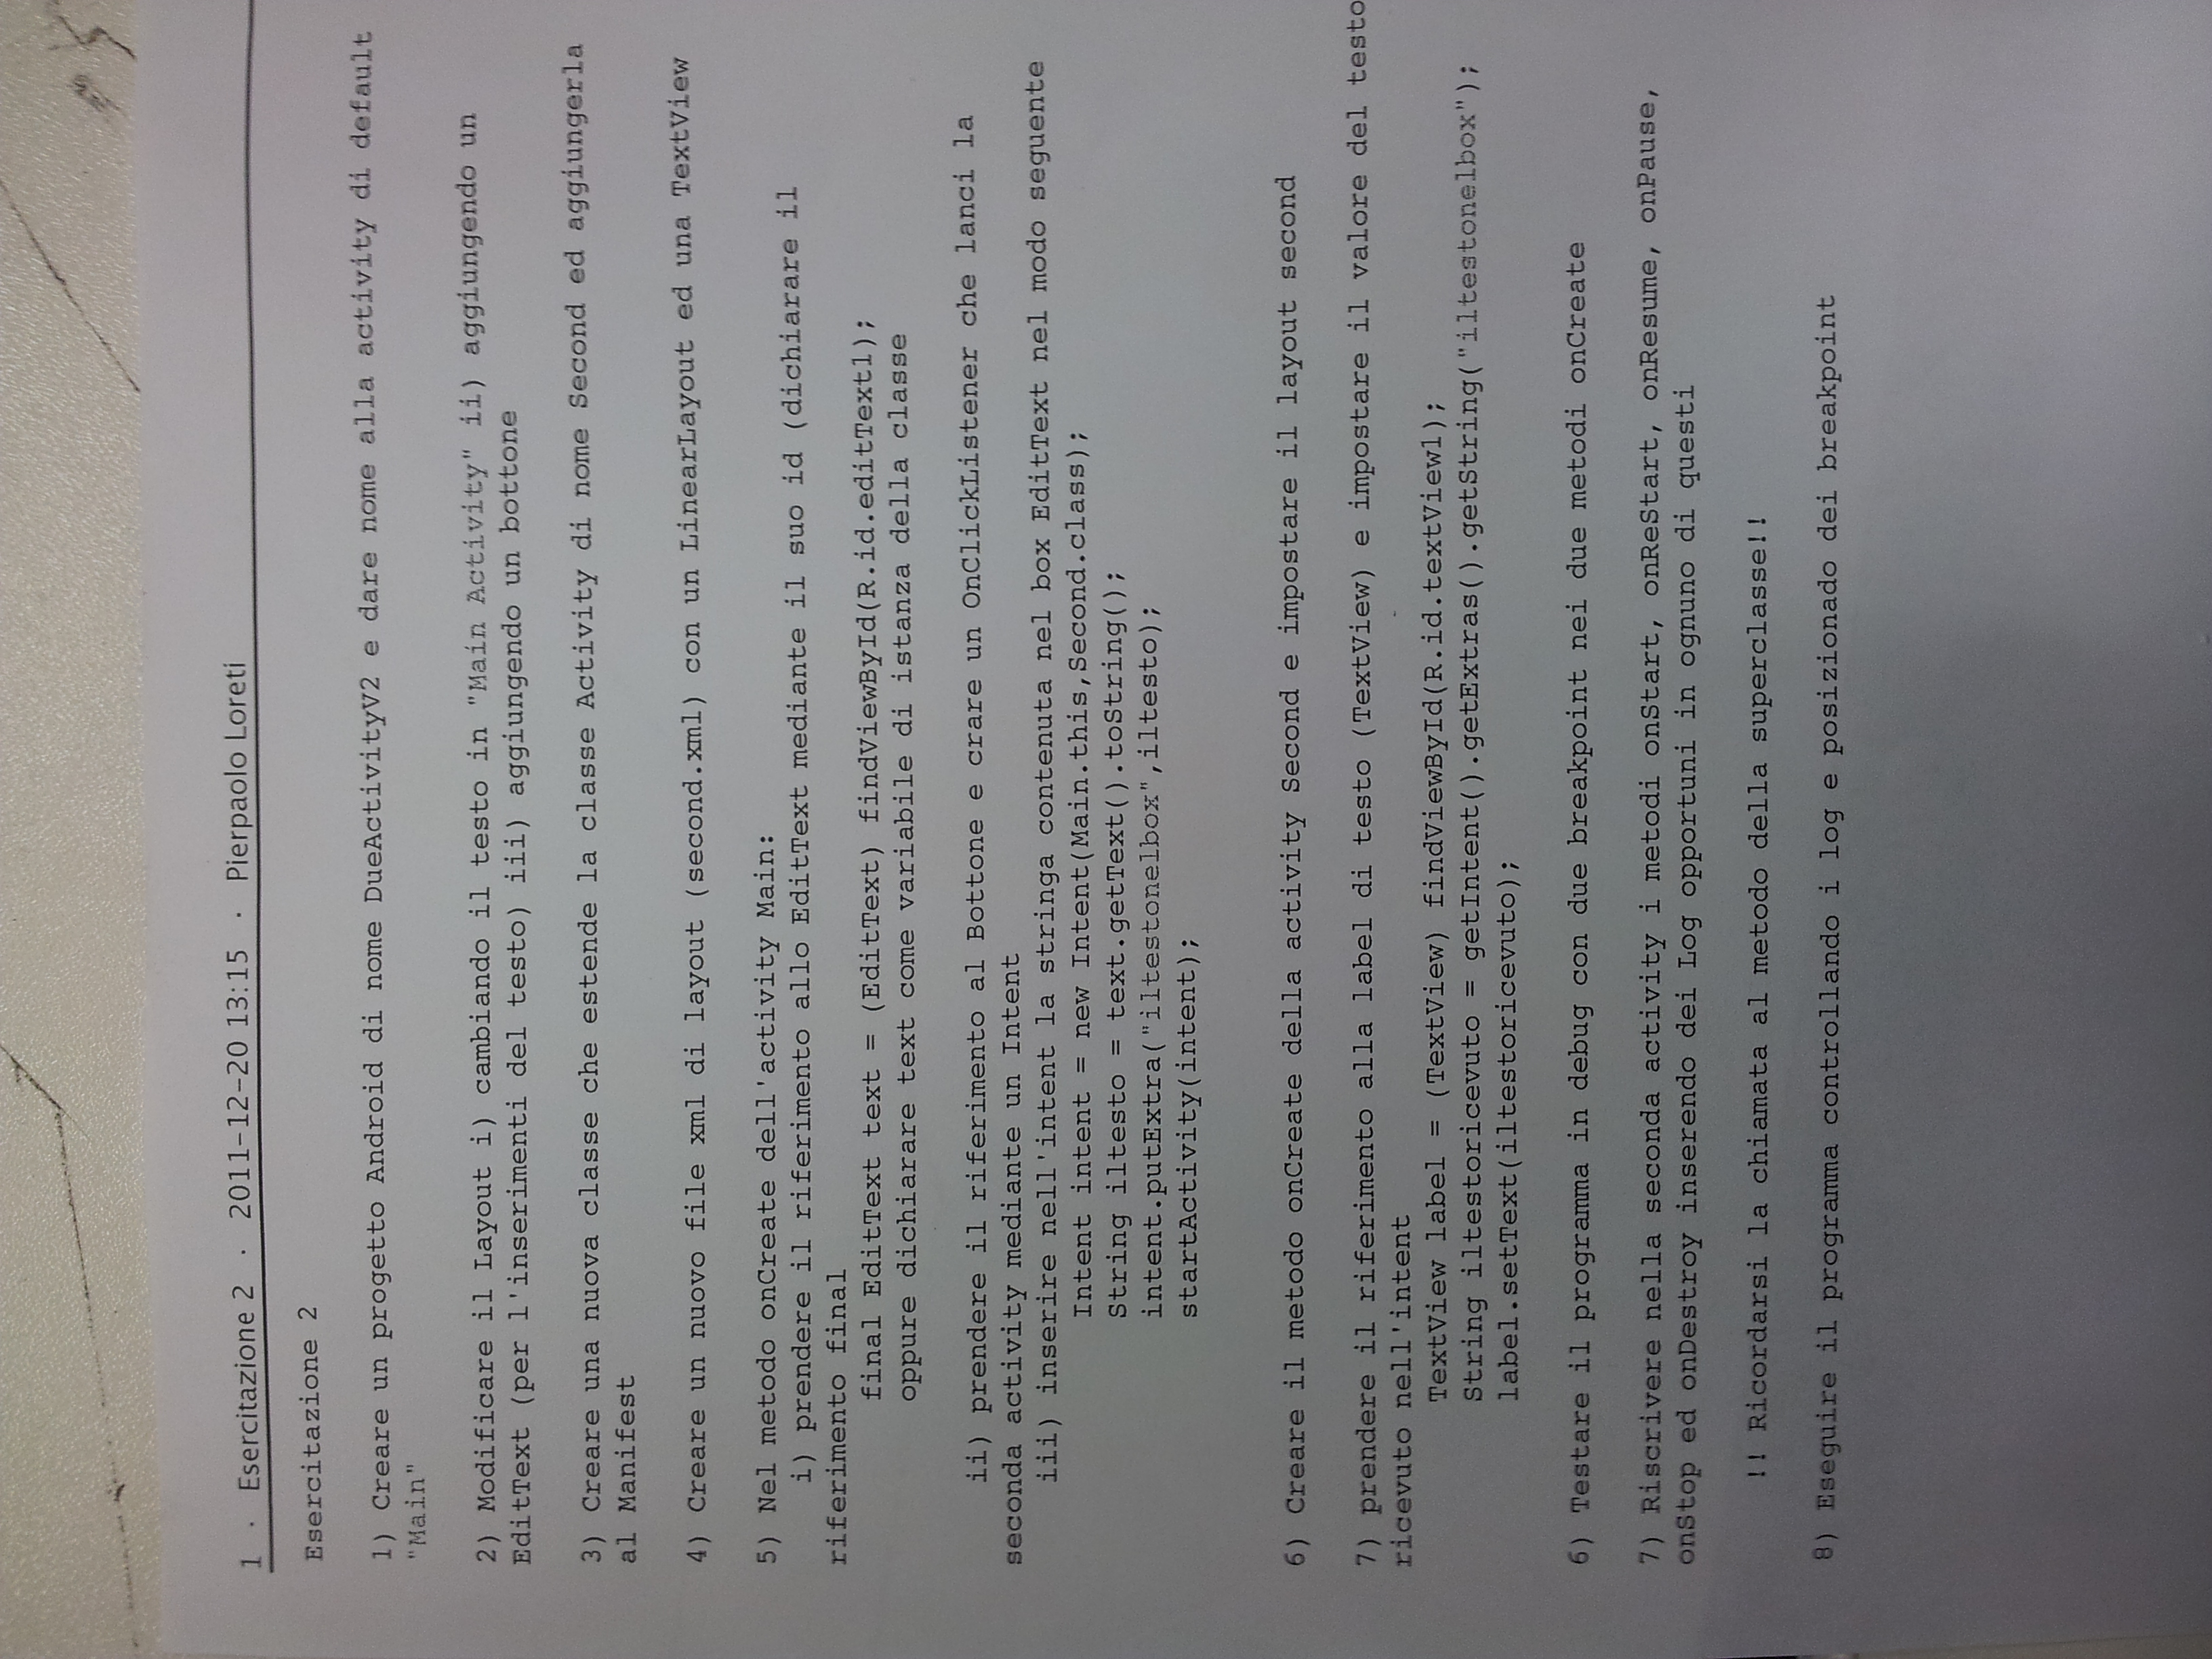 1 · Esercitazione 2 · 2011-12-20 13:15 · Pierpaolo Loreti
Esercitazione 2
1) Creare un progetto Android di nome DueActivityV2 e dare nome alla activity di default
"Main"
2) Modificare il Layout i) cambiando il testo in "Main Activity" ii) aggiungendo un
EditText (per l'inserimenti del testo) iii) aggiungendo un bottone
3) Creare una nuova classe che estende la classe Activity di nome Second ed aggiungerla
al Manifest
4) Creare un nuovo file xml di layout (second.xml) con un LinearLayout ed una TextView
5) Nel metodo onCreate dell'activity Main:
i) prendere il riferimento allo EditText mediante il suo id (dichiarare il
riferimento final
final EditText text = (EditText) findViewById(R.id.editText1);
oppure dichiarare text come variabile di istanza della classe
ii) prendere il riferimento al Bottone e crare un OnClickListener che lanci la
seconda activity mediante un Intent
iii) inserire nell'intent la stringa contenuta nel box EditText nel modo seguente
Intent intent = new Intent(Main.this,Second.class);
String iltesto = text.getText().toString();
intent.putExtra("iltestonelbox",iltesto);
startActivity(intent);
6) Creare il metodo onCreate della activity Second e impostare il layout second
7) prendere il riferimento alla label di testo (TextView) e impostare il valore del testo
ricevuto nell'intent
TextView label = (TextView) findViewById(R.id.textView1);
String iltestoricevuto = getIntent().getExtras().getString("iltestonelbox");
label.setText(iltestoricevuto);
6) Testare il programma in debug con due breakpoint nei due metodi onCreate
7) Riscrivere nella seconda activity i metodi onStart, onReStart, onResume, onPause,
onStop ed onDestroy inserendo dei Log opportuni in ognuno di questi
!! Ricordarsi la chiamata al metodo della superclasse!!
8) Eseguire il programma controllando i log e posizionado dei breakpoint